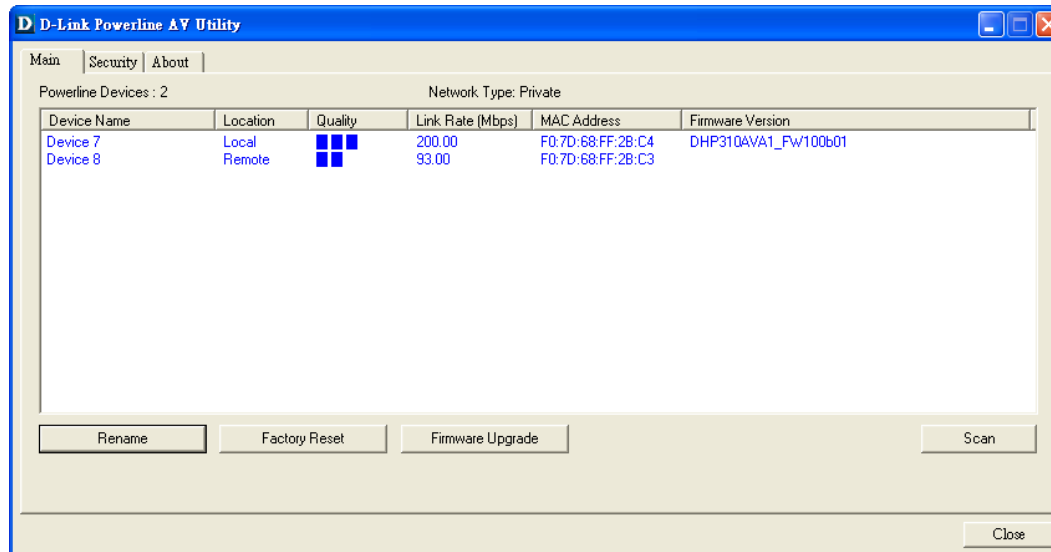 D D-Link Powerline AV Utility
Main Security About
Powerline Devices : 2 Network Type: Private
Device Name Location Quality Link Rate (Mbps) MAC Address Firmware Version
Device 7 Local 200.00 F0:7D:68:FF:2B:C4 DHP310AVA1_FW100b01
Device 8 Remote 93.00 F0:7D:68:FF:2B:C3
Rename Factory Reset Firmware Upgrade Scan
Close